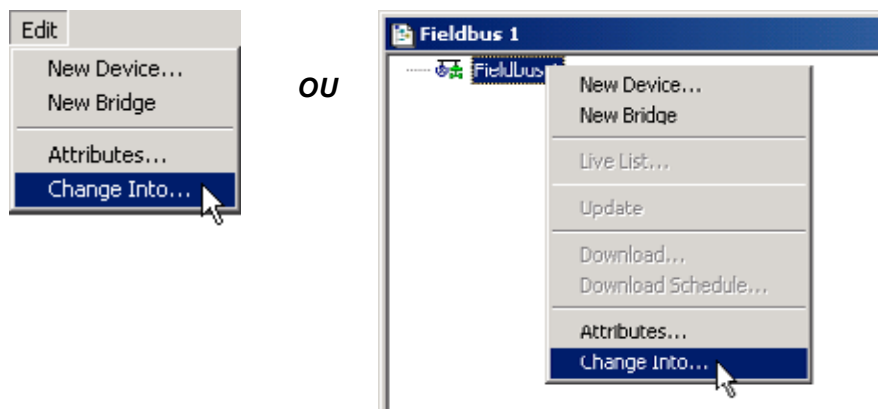 Edit
New Device...
New Bridge
Attributes...
Change Into...
OU
Fieldbus 1
Fieldbus
New Device...
New Bridge
Live List...
Update
Download...
Download Schedule...
Attributes...
Change Into...